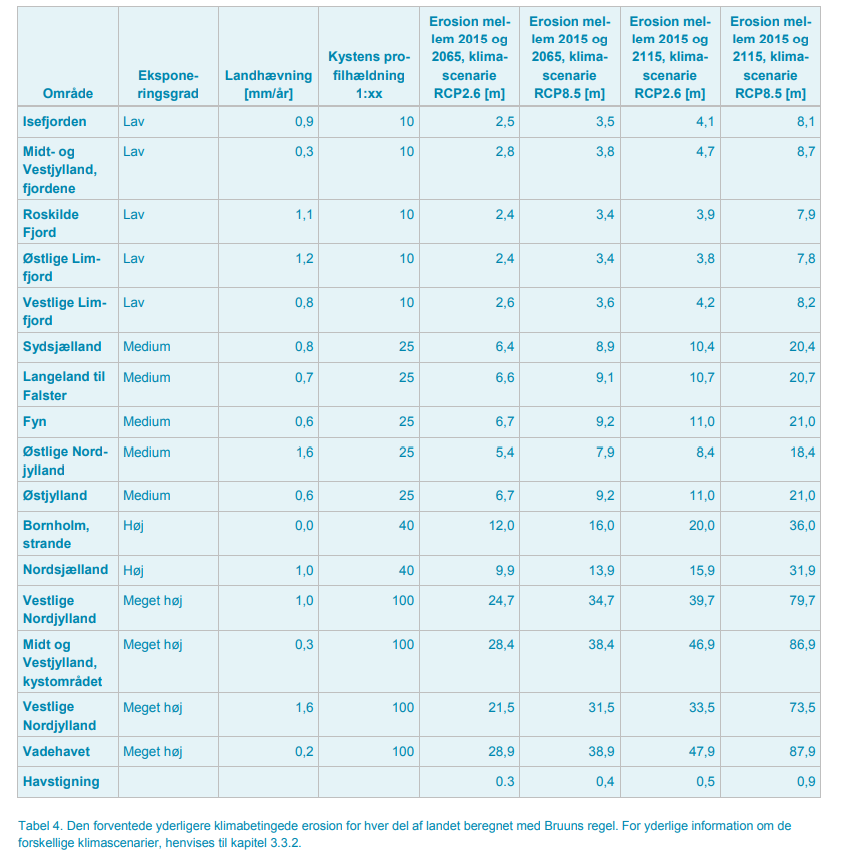 Område
Ekspone-
ringsgrad
Landhævning
[mm/år]
Kystens pro-
filhældning
1:xx
Erosion mel-
lem 2015 og
2065, klima-
scenarie
RCP2.6 [m]
Erosion mel-
lem 2015 og
2065, klima-
scenarie
RCP8.5 [m]
Erosion mel-
lem 2015 og
2115, klima-
scenarie
RCP2.6 [m]
Erosion mel-
lem 2015 og
2115, klima-
scenarie
RCP8.5 [m]
Isefjorden Lav 0,9 10 2,5 3,5 4,1 8,1
Midt- og Lav 0,3 10 2,8 3,8 4,7 8,7
Vestjylland,
fjordene
Roskilde Lav 1,1 10 2,4 3,4 3,9 7,9
Fjord
Østlige Lim- Lav 1,2 10 2,4 3,4 3,8 7,8
fjord
Vestlige Lim- Lav 0,8 10 2,6 3,6 4,2 8,2
fjord
Sydsjælland Medium 0,8 25 6,4 8,9 10,4 20,4
Langeland til Medium 0,7 25 6,6 9,1 10,7 20,7
Falster
Fyn Medium 0,6 25 6,7 9,2 11,0 21,0
Østlige Nord- Medium 1,6 25 5,4 7,9 8,4 18,4
jylland
Østjylland Medium 0,6 25 6,7 9,2 11,0 21,0
Bornholm, Høj 0,0 40 12,0 16,0 20,0 36,0
strande
Nordsjælland Høj 1,0 40 9,9 13,9 15,9 31,9
Vestlige Meget høj 1,0 100 24,7 34,7 39,7 79,7
Nordjylland
Midt og Meget høj 0,3 100 28,4 38,4 46,9 86,9
Vestjylland,
kystområdet
Vestlige Meget høj 1,6 100 21,5 31,5 33,5 73,5
Nordjylland
Vadehavet Meget høj 0,2 100 28,9 38,9 47,9 87,9
Havstigning 0.3 0,4 0,5 0,9
Tabel 4. Den forventede yderligere klimabetingede erosion for hver del af landet beregnet med Bruuns regel. For yderlige information om de
forskellige klimascenarier, henvises til kapitel 3.3.2.